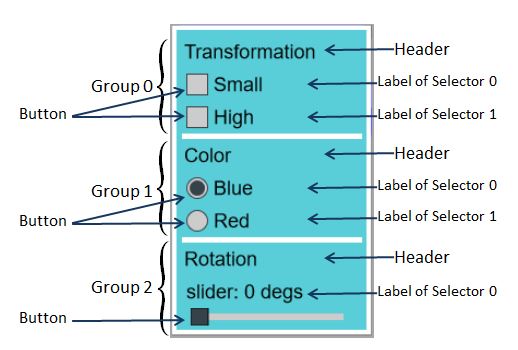 Transformation
Header
Group 0
Small
Label of Selector 0
Button
High
Label of Selector 1
Color
Header
Group 1
Blue
Label of Selector 0
Button
Red
Label of Selector 1
Rotation
Header
Group 2
slider: 0 degs
Label of Selector 0
Button